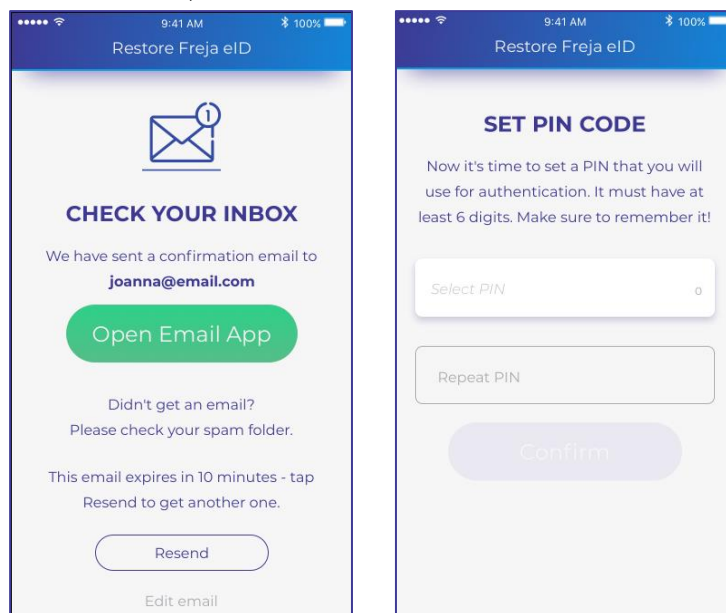 9:41 AM
100%
Restore Freja eID
1
CHECK YOUR INBOX
We have sent a confirmation email to
joanna@email.com
Open Email App
Didn't get an email?
Please check your spam folder.
This email expires in 10 minutes - tap
Resend to get another one.
Resend
Edit email
9:41 AM
100%
Restore Freja eID
SET PIN CODE
Now it's time to set a PIN that you will
use for authentication. It must have at
least 6 digits. Make sure to remember it!
Select PIN
0
Repeat PIN
Confirm